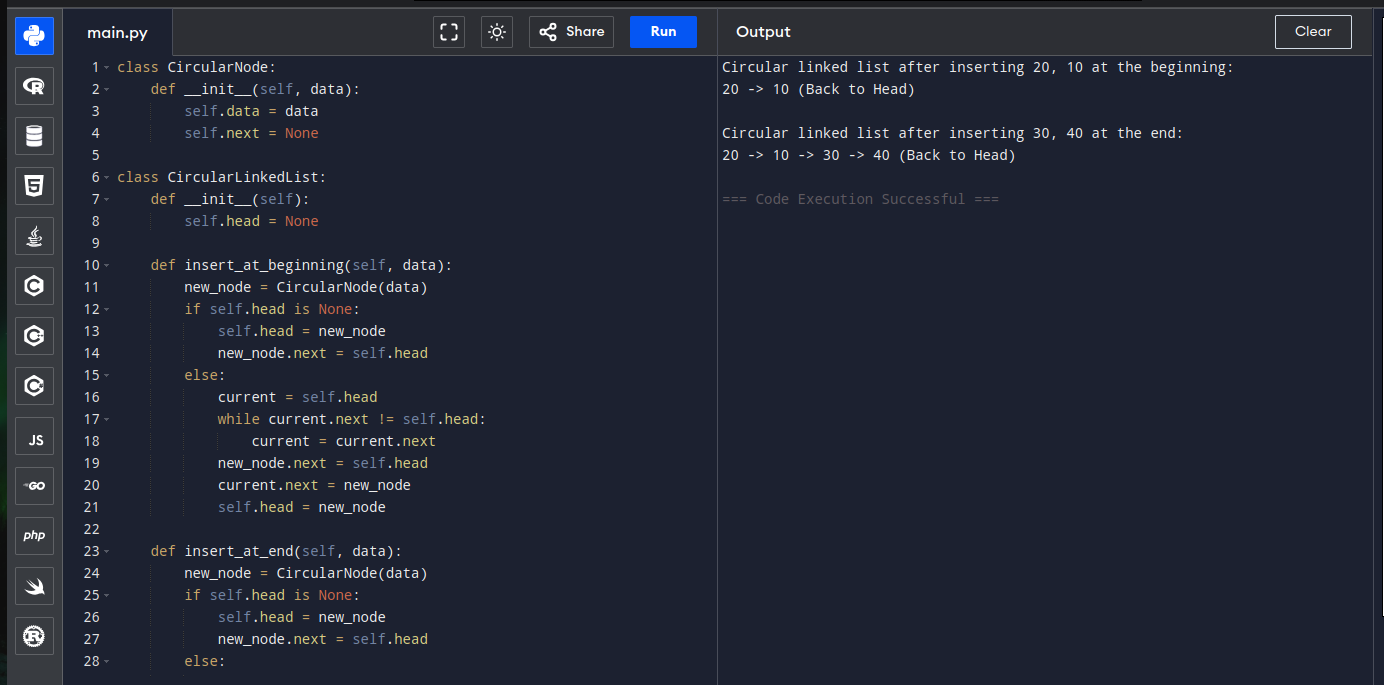 main.py
Share
Run
Output
Clear
1 class CircularNode:
2     def __init__(self, data):
3         self.data = data
4         self.next = None
5
6 class CircularLinkedList:
7     def __init__(self):
8         self.head = None
9
10     def insert_at_beginning(self, data):
11         new_node = CircularNode(data)
12         if self.head is None:
13             self.head = new_node
14             new_node.next = self.head
15         else:
16             current = self.head
17             while current.next != self.head:
18                 current = current.next
19             new_node.next = self.head
20             current.next = new_node
21             self.head = new_node
22
23     def insert_at_end(self, data):
24         new_node = CircularNode(data)
25         if self.head is None:
26             self.head = new_node
27             new_node.next = self.head
28         else:
Circular linked list after inserting 20, 10 at the beginning:
20 -> 10 (Back to Head)
Circular linked list after inserting 30, 40 at the end:
20 -> 10 -> 30 -> 40 (Back to Head)
=== Code Execution Successful ===
R
5
C
C
C
JS
GO
php
R